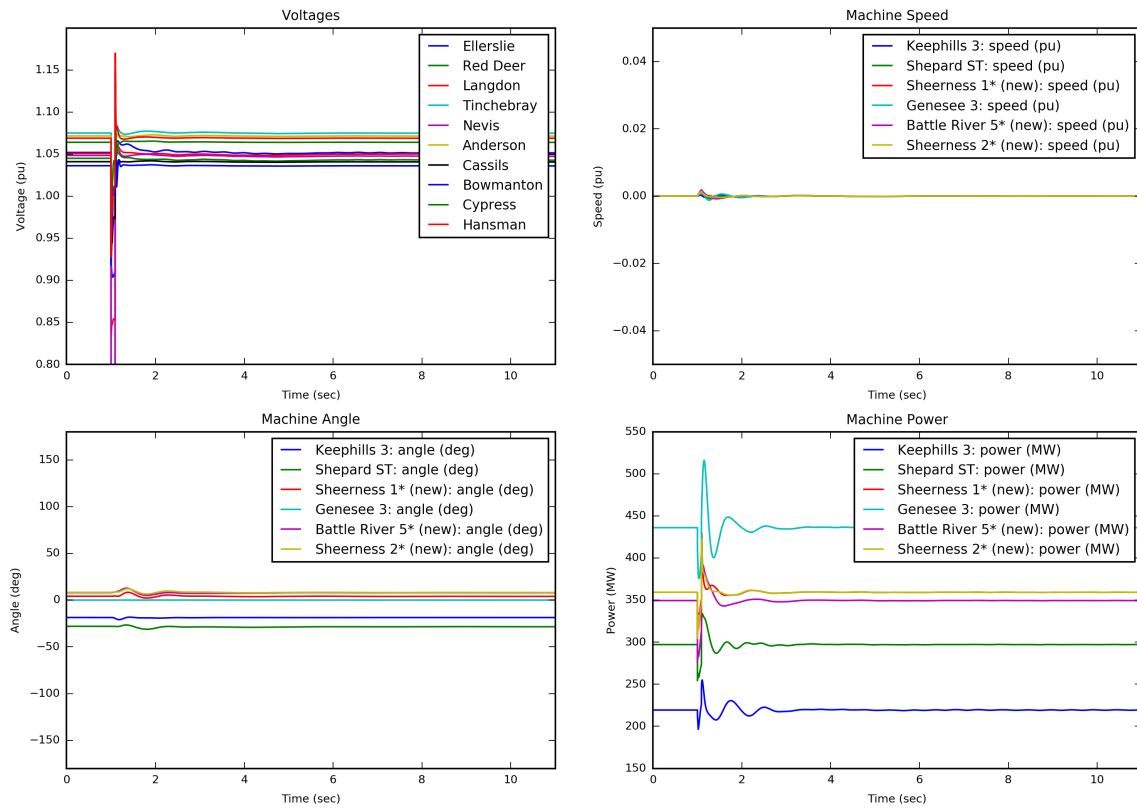 Voltages
Voltage (pu)
1.15
1.10
1.05
1.00
0.95
0.90
0.85
0.80
0
2
4
6
8
10
Time (sec)
Ellerslie
Red Deer
Langdon
Tinchebray
Nevis
Anderson
Cassils
Bowmanton
Cypress
Hansman
Machine Speed
Speed (pu)
0.04
0.02
0.00
−0.02
−0.04
0
2
4
6
8
10
Time (sec)
Keephills 3: speed (pu)
Shepard ST: speed (pu)
Sheerness 1* (new): speed (pu)
Genesee 3: speed (pu)
Battle River 5* (new): speed (pu)
Sheerness 2* (new): speed (pu)
Machine Angle
Angle (deg)
150
100
50
0
−50
−100
−150
0
2
4
6
8
10
Time (sec)
Keephills 3: angle (deg)
Shepard ST: angle (deg)
Sheerness 1* (new): angle (deg)
Genesee 3: angle (deg)
Battle River 5* (new): angle (deg)
Sheerness 2* (new): angle (deg)
Machine Power
Power (MW)
550
500
450
400
350
300
250
200
150
0
2
4
6
8
10
Time (sec)
Keephills 3: power (MW)
Shepard ST: power (MW)
Sheerness 1* (new): power (MW)
Genesee 3: power (MW)
Battle River 5* (new): power (MW)
Sheerness 2* (new): power (MW)